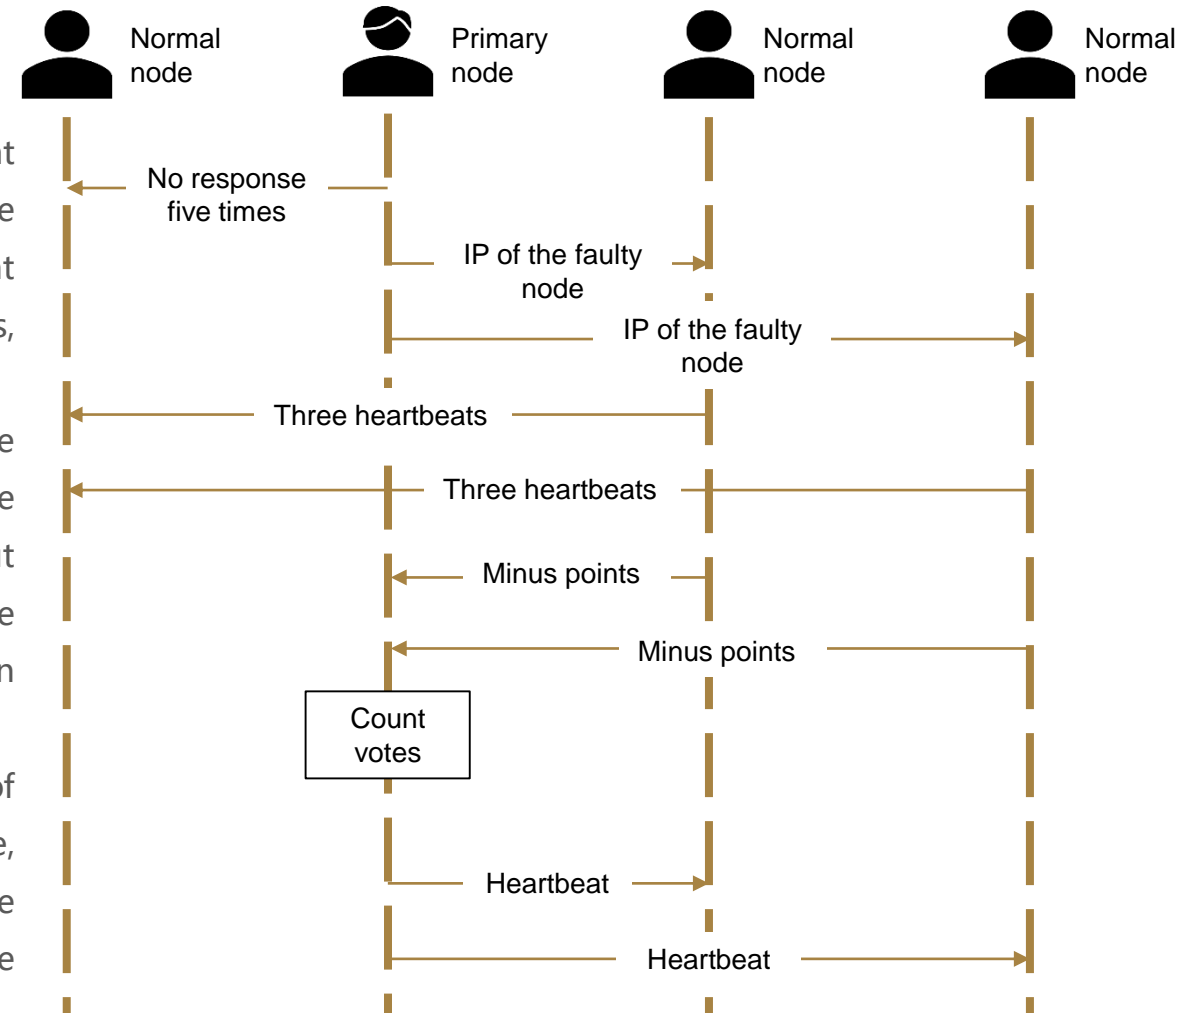 Normal
node
Primary
node
Normal
node
Normal
node
No response
five times
IP of the faulty
node
IP of the faulty
node
Three heartbeats
Three heartbeats
Minus points
Minus points
Count
votes
Heartbeat
Heartbeat
e
s,
e
e
e
n
of
e,
e
e